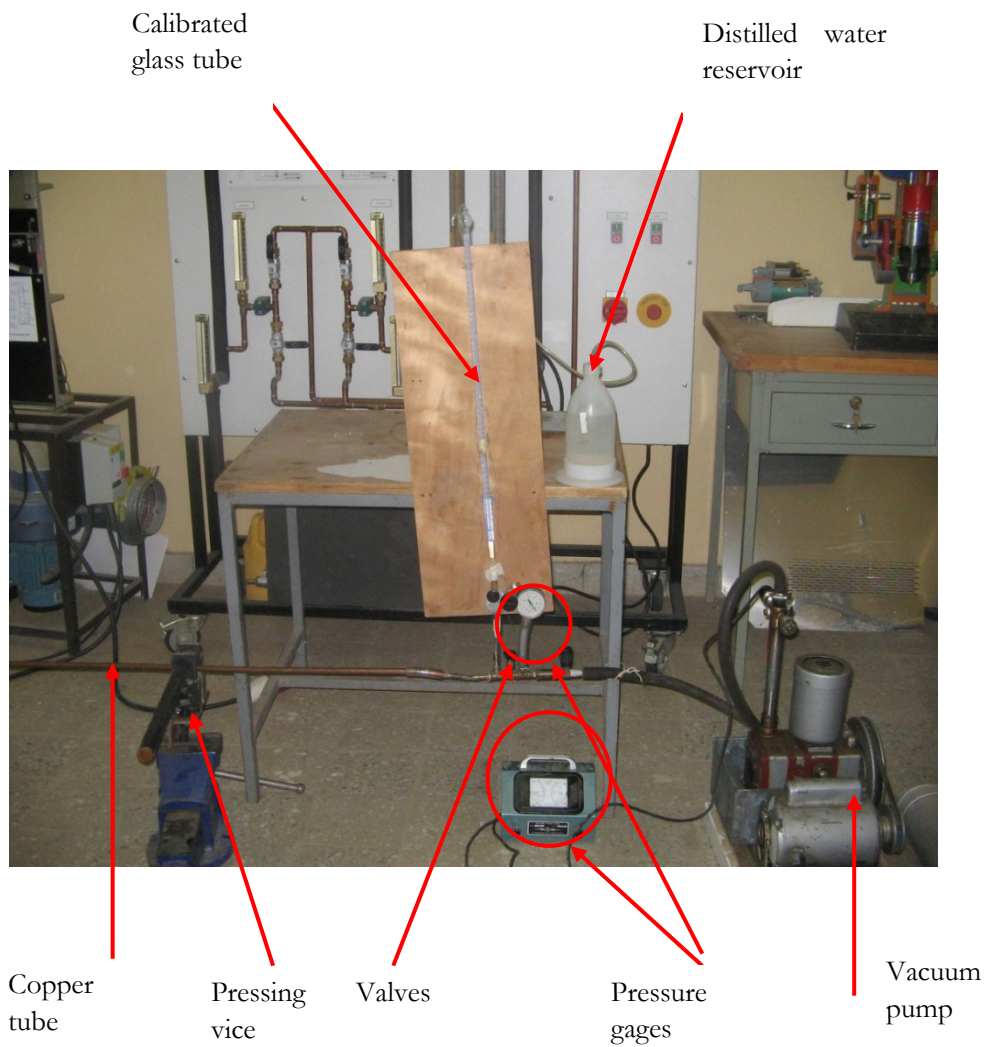 Calibrated
glass tube
Distilled water
reservoir
Copper
tube
Pressing
vice
Valves
Pressure
gages
Vacuum
pump